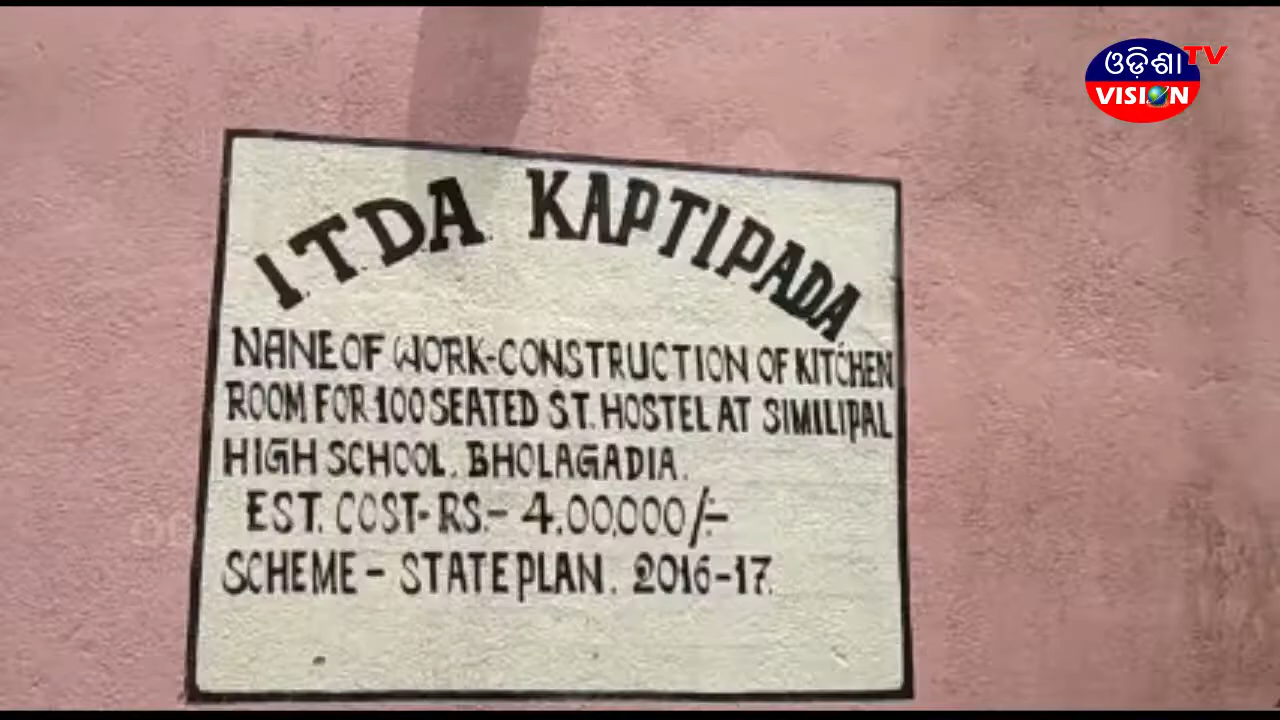 ଓଡ଼ିଶା TV
VISION
I.T.D.A. KAPTIPADA
NANE OF WORK-CONSTRUCTION OF KITCHEN
ROOM FOR 100 SEATED ST. HOSTEL AT SIMILIPAL
HIGH SCHOOL. BHOLAGADIA.
EST. COST-RS.- 4,00,000/-
SCHEME - STATE PLAN. 2016-17.